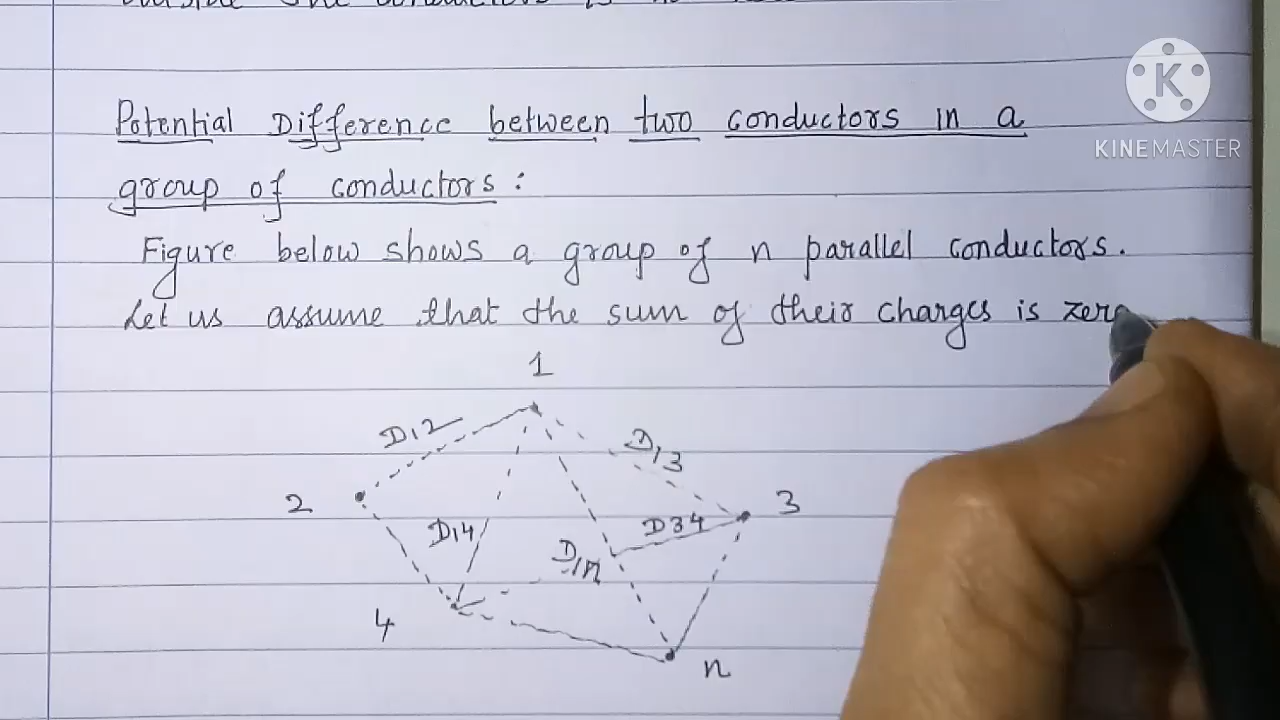 Potential Difference between two conductors in a
group of conductors :
Figure below shows a group of n parallel conductors.
Let us assume that the sum of their charges is zero
1
D12
D13
2
3
D14
D34
D1n
4
n
K
KINEMASTER